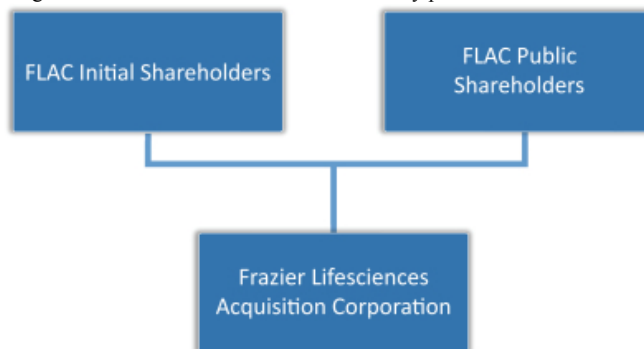 FLAC Initial Shareholders
FLAC Public
Shareholders
Frazier Lifesciences
Acquisition Corporation